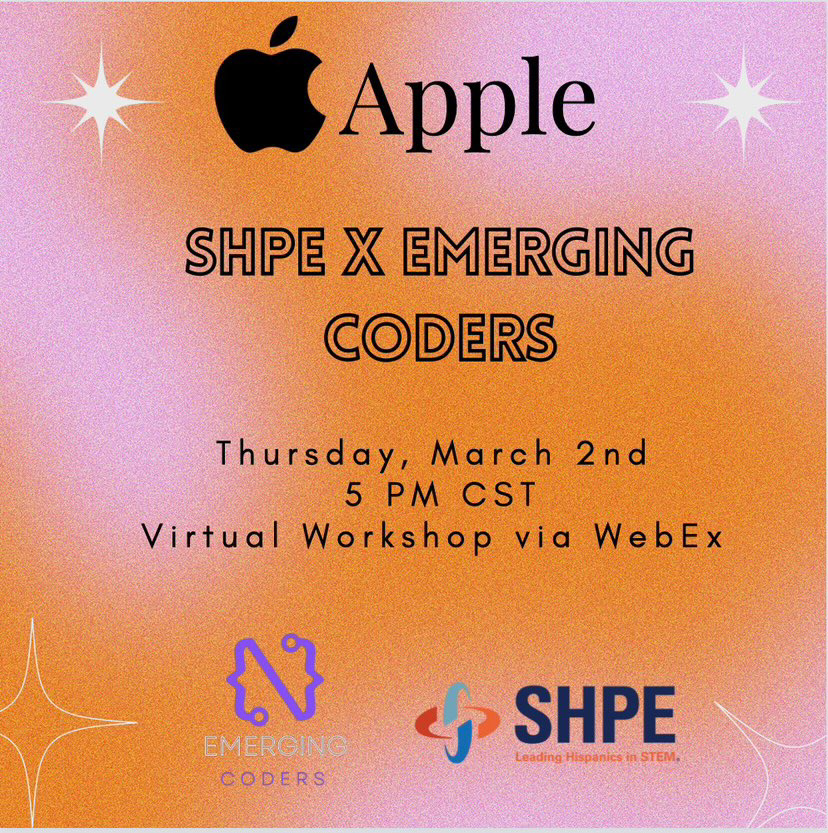 Apple
SHPE X EMERGING
CODERS
Thursday, March 2nd
5 PM CST
Virtual Workshop via WebEx
EMERGING
CODERS
SHPE
Leading Hispanics in STEM.